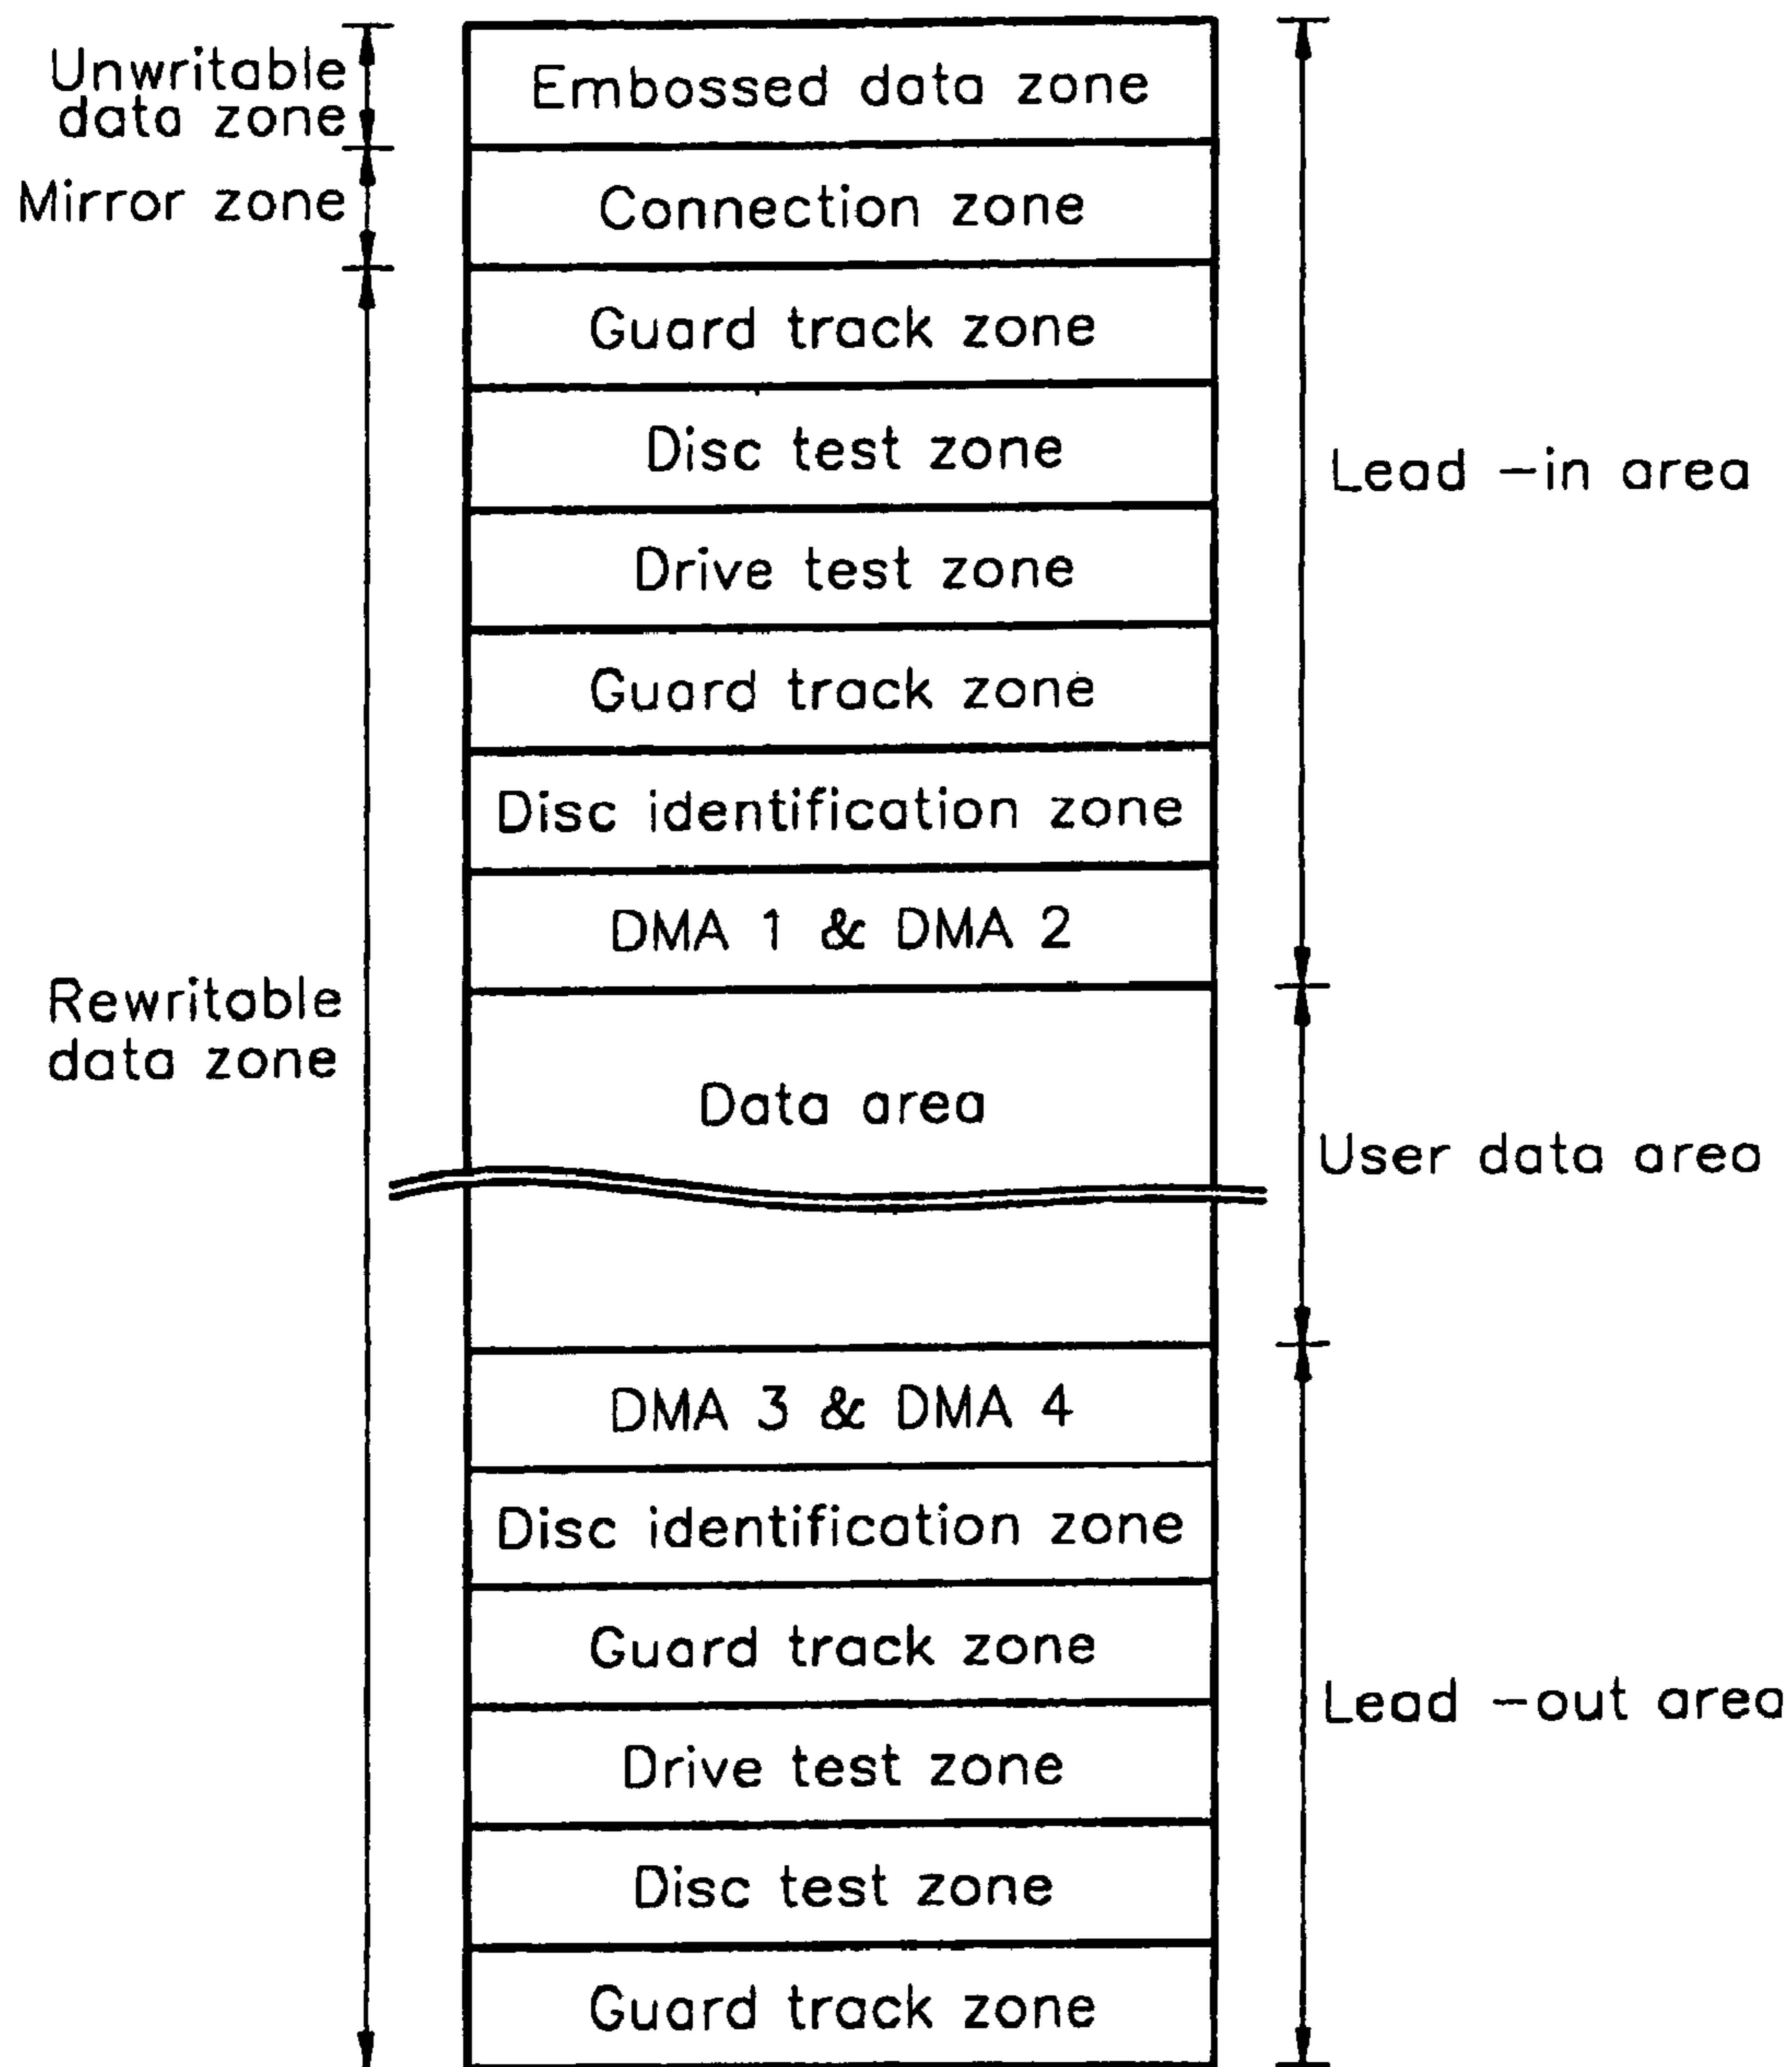 Unwritable
data zone
Mirror zone
Rewritable
data zone
Embossed data zone
Connection zone
Guard track zone
Disc test zone
Drive test zone
Guard track zone
Disc identification zone
DMA 1 & DMA 2
Data area
DMA 3 & DMA 4
Disc identification zone
Guard track zone
Drive test zone
Disc test zone
Guard track zone
Lead -in area
User data area
Lead -out area